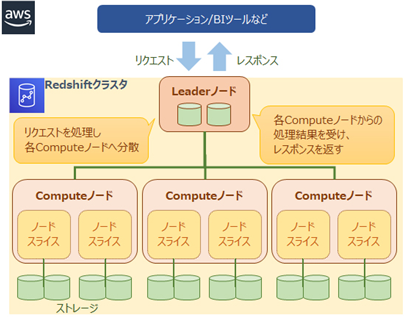 aws
アプリケーション/BIツールなど
リクエスト
レスポンス
Redshiftクラスタ
Leaderノード
リクエストを処理し
各Computeノードへ分散
各Computeノードからの
処理結果を受け、
レスポンスを返す
Computeノード
Computeノード
Computeノード
ノード
スライス
ノード
スライス
ノード
スライス
ノード
スライス
ノード
スライス
ノード
スライス
ストレージ